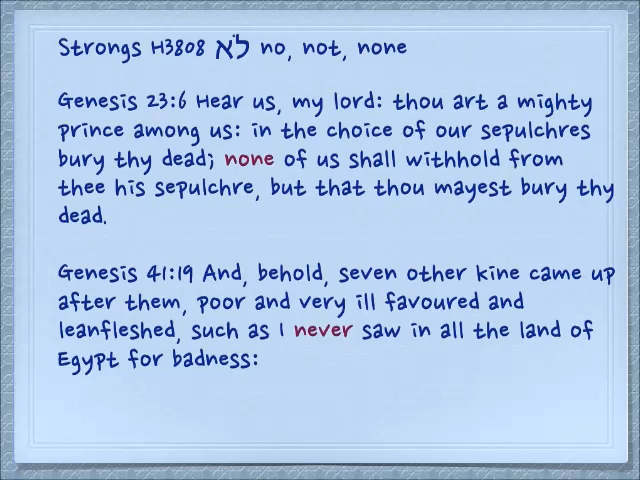 Strongs H3808 לֹא no, not, none
Genesis 23:6 Hear us, my lord: thou art a mighty
prince among us: in the choice of our sepulchres
bury thy dead; none of us shall withhold from
thee his sepulchre, but that thou mayest bury thy
dead.
Genesis 41:19 And, behold, seven other kine came up
after them, poor and very ill favoured and
leanfleshed, such as I never saw in all the land of
Egypt for badness: